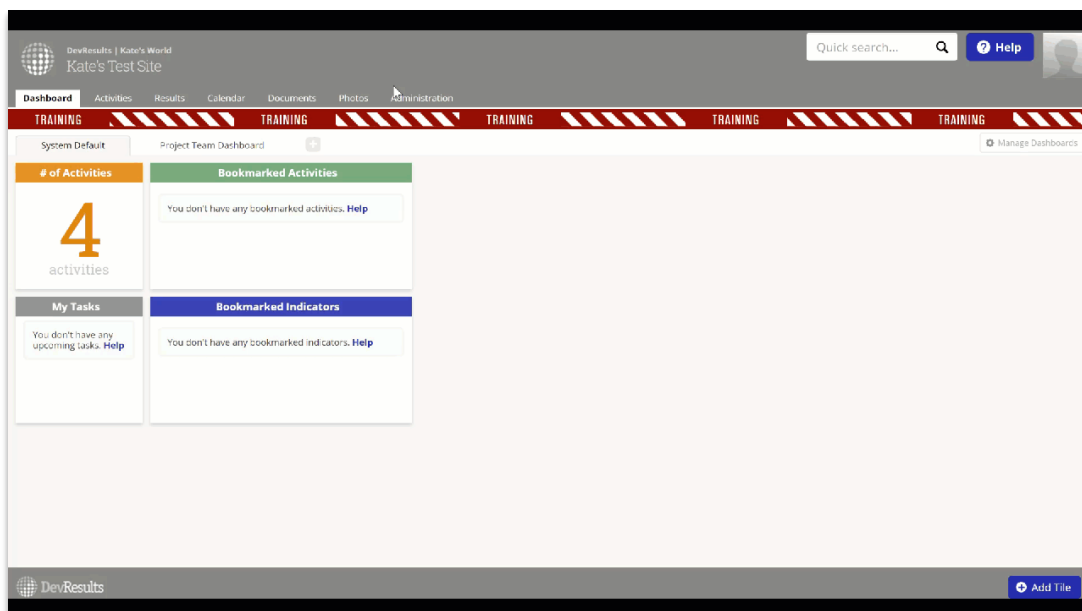 DevResults | Kate's World
Kate's Test Site
Quick search...
Help
Dashboard Activities Results Calendar Documents Photos Administration
TRAINING TRAINING TRAINING TRAINING TRAINING
System Default Project Team Dashboard
Manage Dashboards
# of Activities
4
activities
Bookmarked Activities
You don't have any bookmarked activities. Help
My Tasks
You don't have any
upcoming tasks. Help
Bookmarked Indicators
You don't have any bookmarked indicators. Help
DevResults
Add Tile